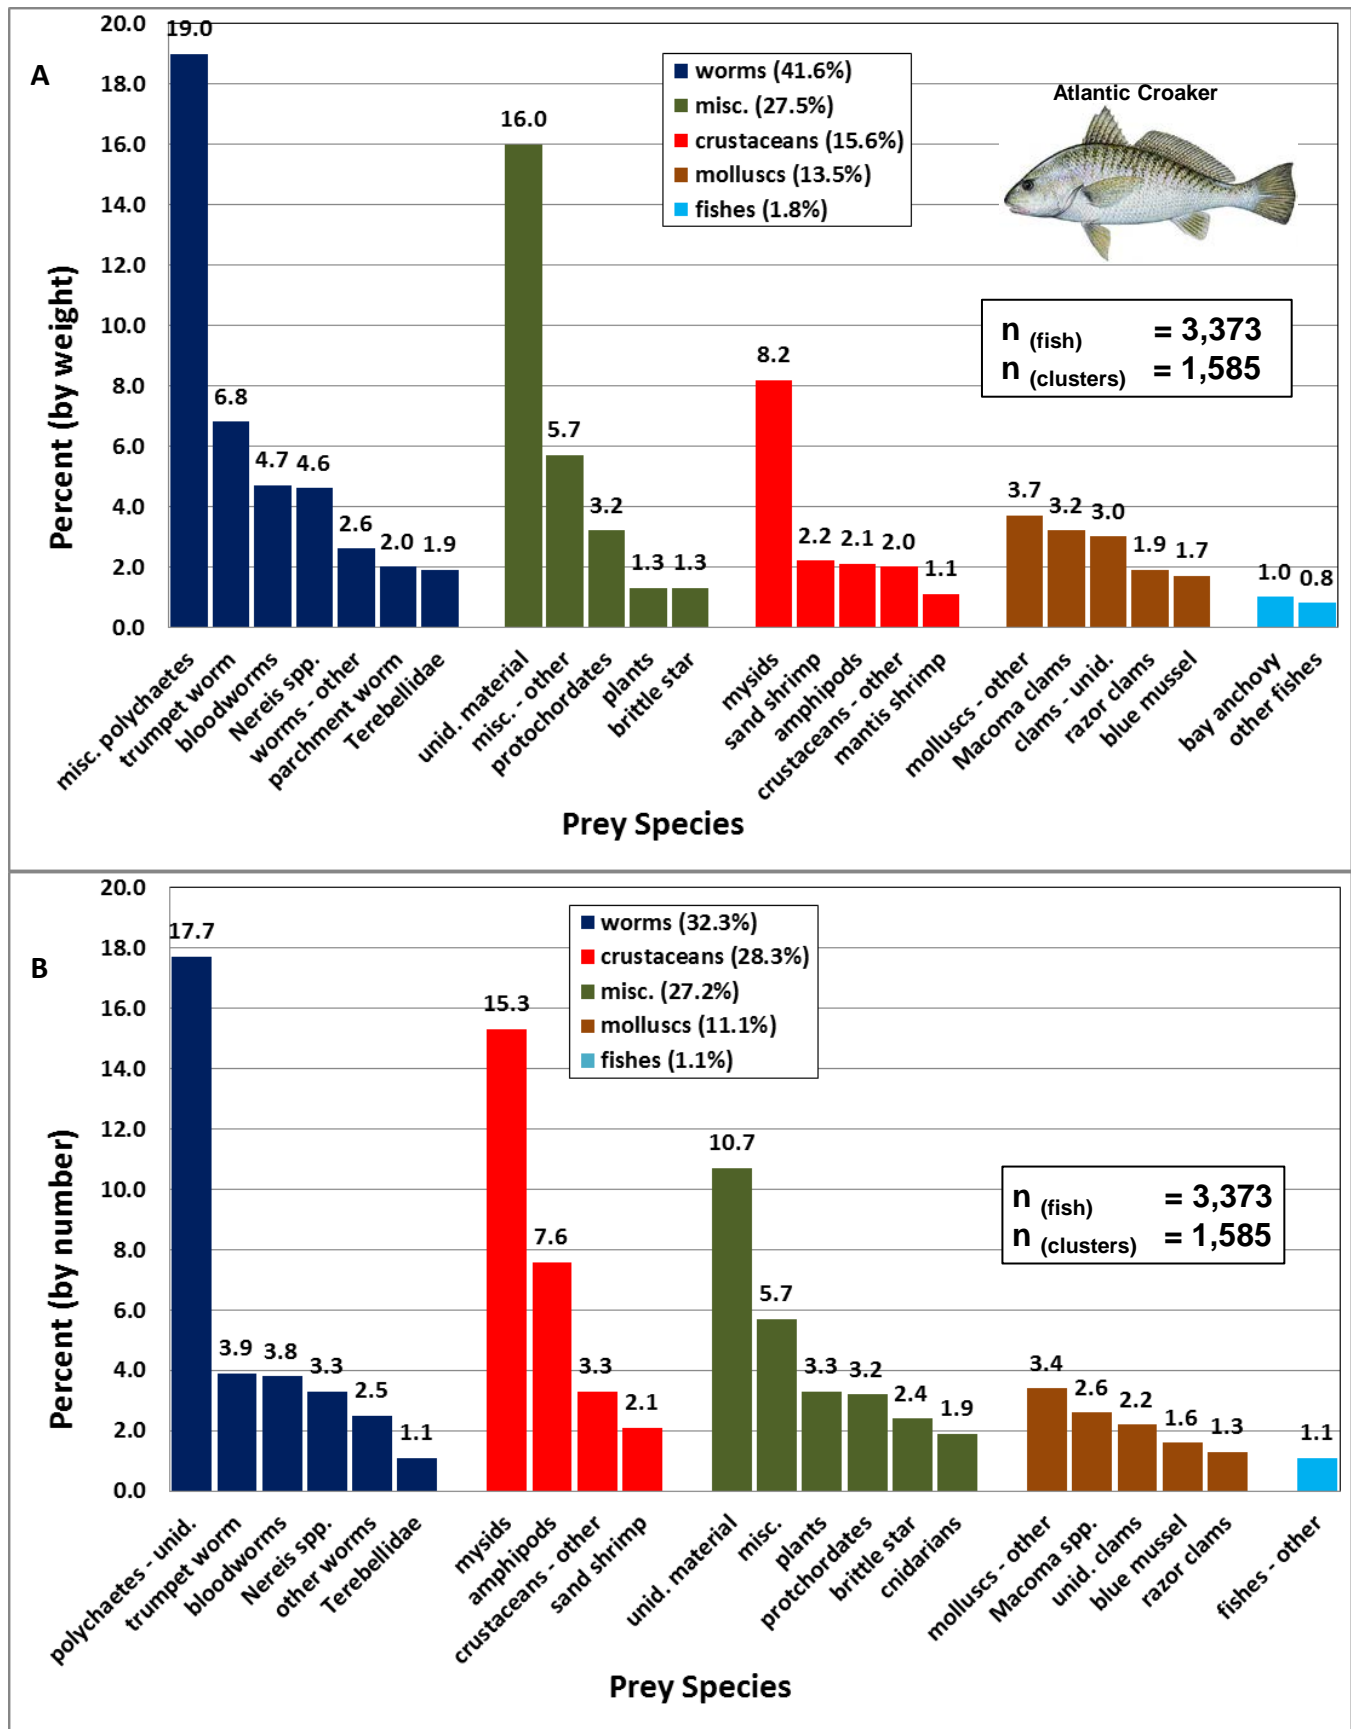 A
20.0
18.0
16.0
14.0
12.0
10.0
8.0
6.0
4.0
2.0
0.0
Percent (by weight)
19.0
6.8
4.7
4.6
2.6
2.0
1.9
16.0
5.7
3.2
1.3
1.3
8.2
2.2
2.1
2.0
1.1
3.7
3.2
3.0
1.9
1.7
1.0
0.8
worms (41.6%)
misc. (27.5%)
crustaceans (15.6%)
molluscs (13.5%)
fishes (1.8%)
Atlantic Croaker
n (fish) = 3,373
n (clusters) = 1,585
misc. polychaetes
trumpet worm
bloodworms
Nereis spp.
worms - other
parchment worm
Terebellidae
unid. material
misc. - other
protochordates
plants
brittle star
mysids
sand shrimp
amphipods
crustaceans - other
mantis shrimp
molluscs - other
Macoma clams
clams - unid.
razor clams
blue mussel
bay anchovy
other fishes
Prey Species
B
20.0
18.0
16.0
14.0
12.0
10.0
8.0
6.0
4.0
2.0
0.0
Percent (by number)
17.7
3.9
3.8
3.3
2.5
1.1
15.3
7.6
3.3
2.1
10.7
5.7
3.3
3.2
2.4
1.9
3.4
2.6
2.2
1.6
1.3
1.1
worms (32.3%)
crustaceans (28.3%)
misc. (27.2%)
molluscs (11.1%)
fishes (1.1%)
n (fish) = 3,373
n (clusters) = 1,585
polychaetes - unid.
trumpet worm
bloodworms
Nereis spp.
other worms
Terebellidae
mysids
amphipods
crustaceans - other
sand shrimp
unid. material
misc.
plants
protchordates
brittle star
cnidarians
molluscs - other
Macoma spp.
unid. clams
blue mussel
razor clams
fishes - other
Prey Species